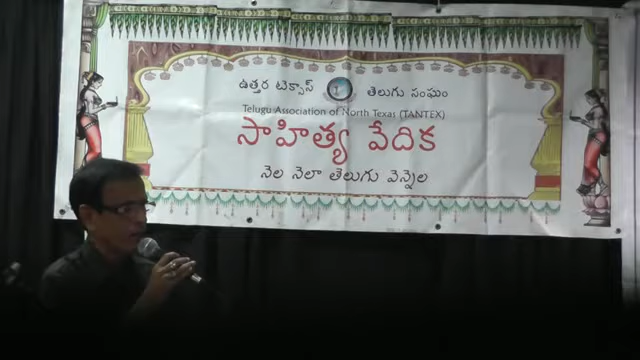 ఉత్తర టెక్సాస్ తెలుగు సంఘం
Telugu Association of North Texas (TANTEX)
సాహిత్య వేదిక
నెల నెలా తెలుగు వెన్నెల